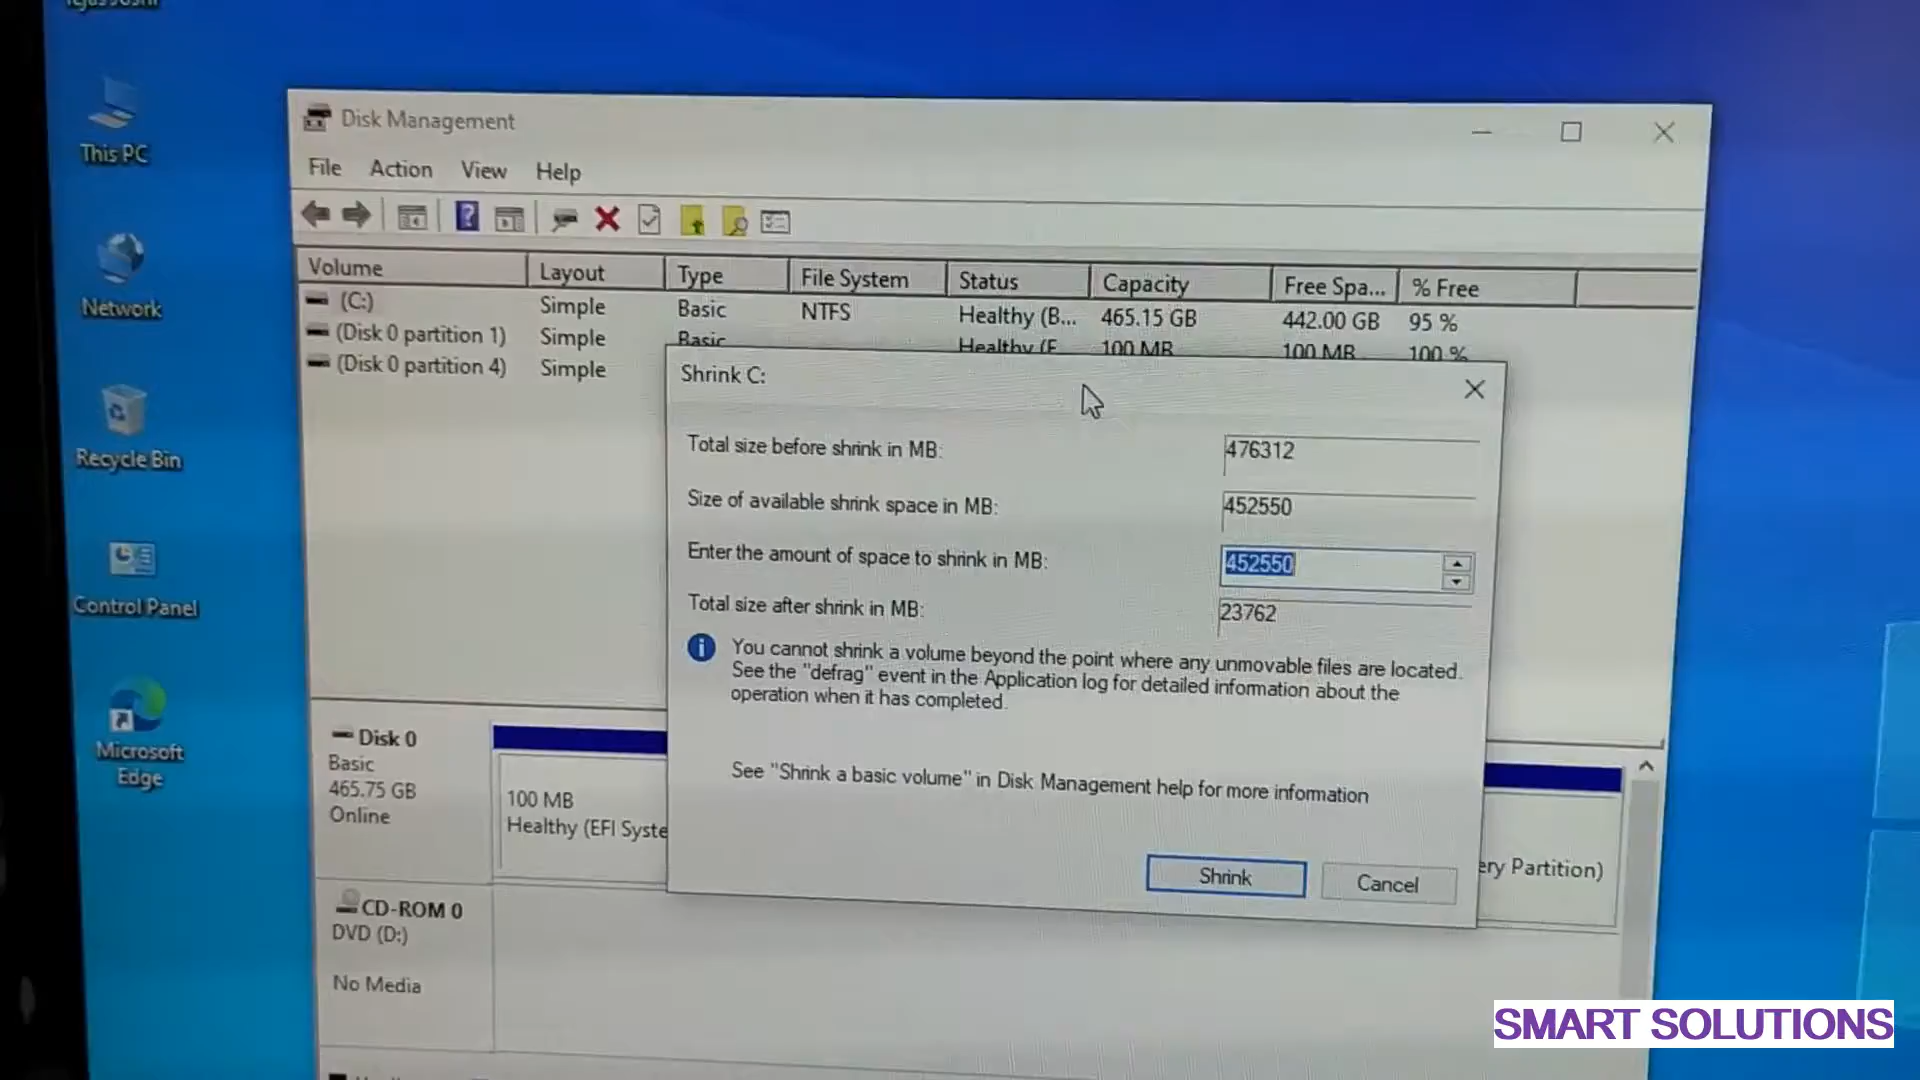 This PC
Network
Recycle Bin
Control Panel
Microsoft
Edge
Disk Management
File Action View Help
Volume Layout Type File System Status Capacity Free Spa... % Free
(C:) Simple Basic NTFS Healthy (B... 465.15 GB 442.00 GB 95 %
(Disk 0 partition 1) Simple Basic Healthy (E 100 MB 100 MB 100 %
(Disk 0 partition 4) Simple
Shrink C:
Total size before shrink in MB: 476312
Size of available shrink space in MB: 452550
Enter the amount of space to shrink in MB: 452550
Total size after shrink in MB: 23762
You cannot shrink a volume beyond the point where any unmovable files are located.
See the "defrag" event in the Application log for detailed information about the
operation when it has completed.
See "Shrink a basic volume" in Disk Management help for more information
Shrink Cancel
Disk 0
Basic
465.75 GB
Online
100 MB
Healthy (EFI Syste
ery Partition)
CD-ROM 0
DVD (D:)
No Media
SMART SOLUTIONS